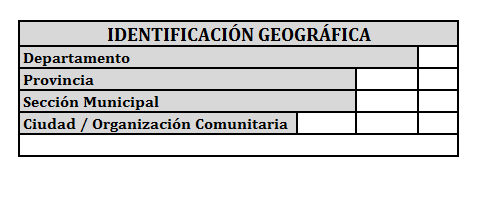 IDENTIFICACIÓN GEOGRÁFICA
Departamento
Provincia
Sección Municipal
Ciudad / Organización Comunitaria